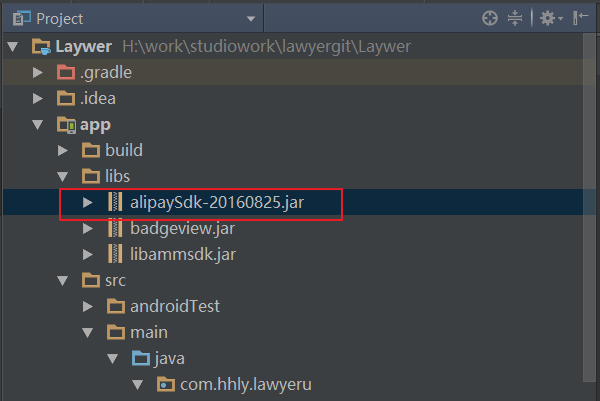 Project
Laywer H:\work\studiowork\lawyergit\Laywer
.gradle
.idea
app
build
libs
alipaySdk-20160825.jar
badgeview.jar
libammsdk.jar
src
androidTest
main
java
com.hhly.lawyeru